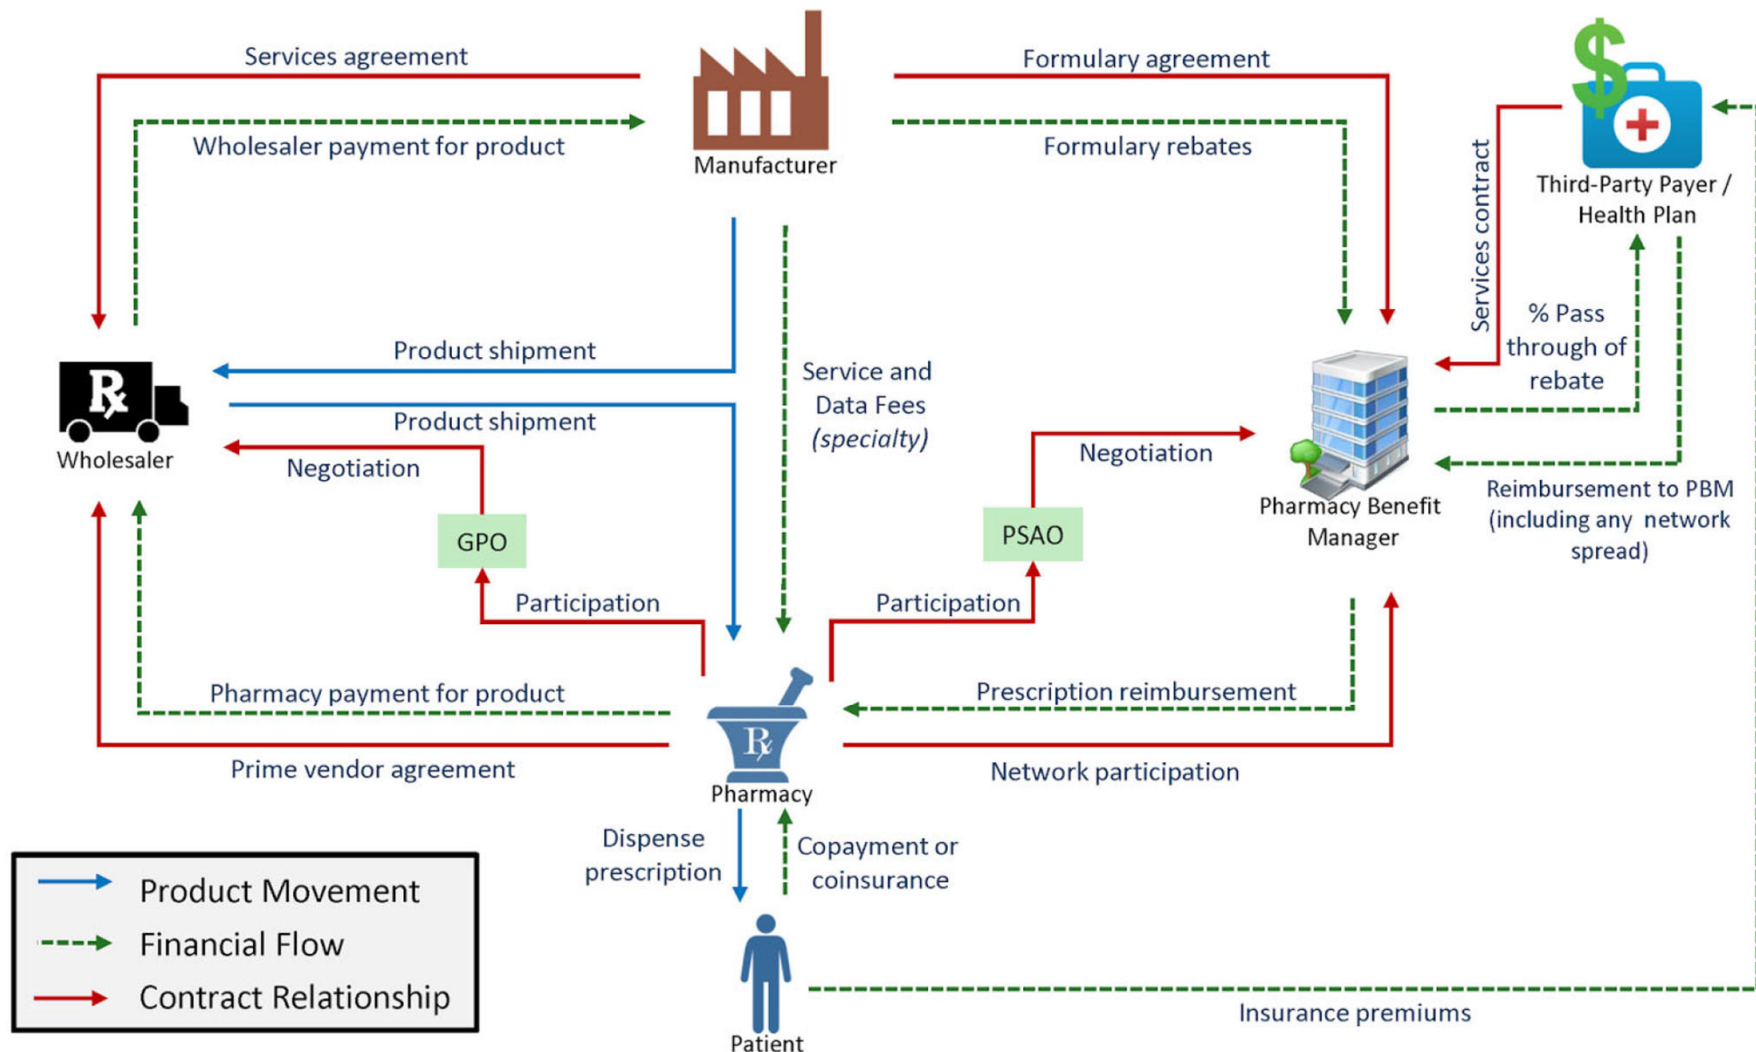 Services agreement
Formulary agreement
Wholesaler payment for product
Formulary rebates
Manufacturer
Third-Party Payer /
Health Plan
Services contract
% Pass
through of
rebate
Product shipment
Service and
Data Fees
(specialty)
Rx
Product shipment
Wholesaler
Negotiation
Negotiation
Reimbursement to PBM
(including any network
spread)
Pharmacy Benefit
Manager
GPO
PSAO
Participation
Participation
Pharmacy payment for product
Prescription reimbursement
Rx
Prime vendor agreement
Network participation
Pharmacy
Dispense
prescription
Copayment or
coinsurance
Product Movement
Financial Flow
Contract Relationship
Insurance premiums
Patient